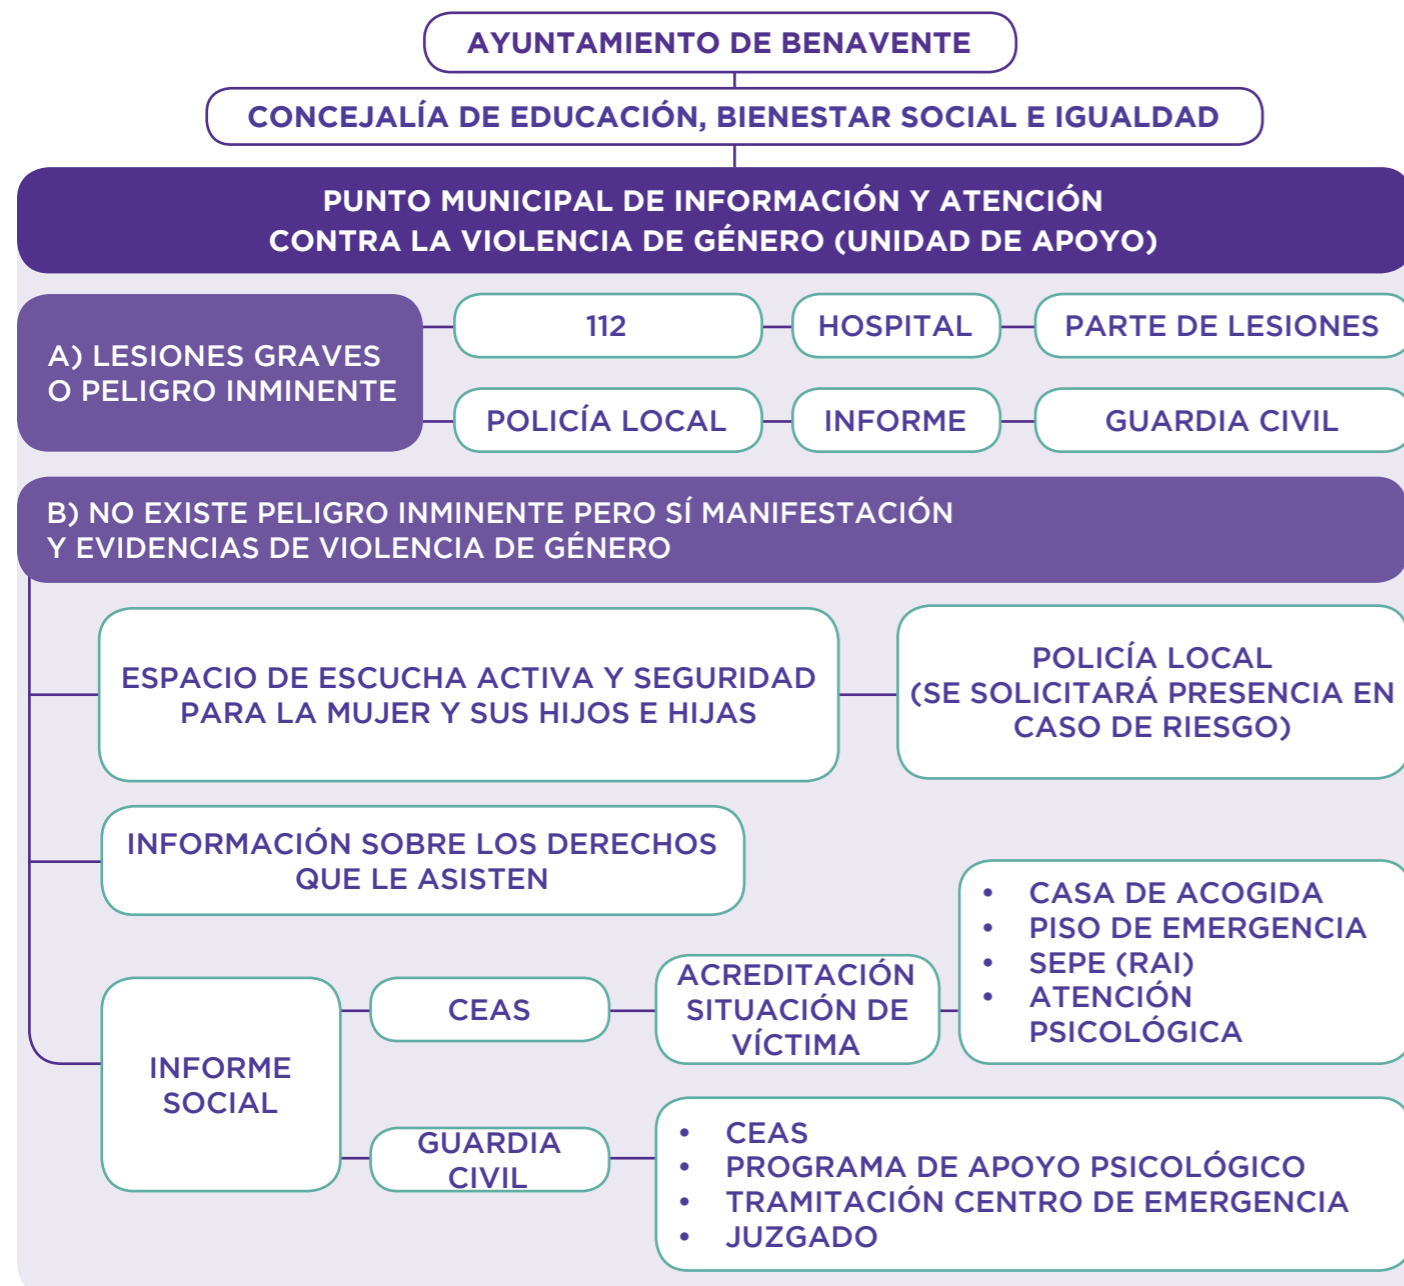 AYUNTAMIENTO DE BENAVENTE
CONCEJALÍA DE EDUCACIÓN, BIENESTAR SOCIAL E IGUALDAD
PUNTO MUNICIPAL DE INFORMACIÓN Y ATENCIÓN
CONTRA LA VIOLENCIA DE GÉNERO (UNIDAD DE APOYO)
A) LESIONES GRAVES
O PELIGRO INMINENTE
112
HOSPITAL
PARTE DE LESIONES
POLICÍA LOCAL
INFORME
GUARDIA CIVIL
B) NO EXISTE PELIGRO INMINENTE PERO SÍ MANIFESTACIÓN
Y EVIDENCIAS DE VIOLENCIA DE GÉNERO
ESPACIO DE ESCUCHA ACTIVA Y SEGURIDAD
PARA LA MUJER Y SUS HIJOS E HIJAS
POLICÍA LOCAL
(SE SOLICITARÁ PRESENCIA EN
CASO DE RIESGO)
INFORMACIÓN SOBRE LOS DERECHOS
QUE LE ASISTEN
INFORME
SOCIAL
CEAS
ACREDITACIÓN
SITUACIÓN DE
VÍCTIMA
• CASA DE ACOGIDA
• PISO DE EMERGENCIA
• SEPE (RAI)
• ATENCIÓN
PSICOLÓGICA
GUARDIA
CIVIL
• CEAS
• PROGRAMA DE APOYO PSICOLÓGICO
• TRAMITACIÓN CENTRO DE EMERGENCIA
• JUZGADO